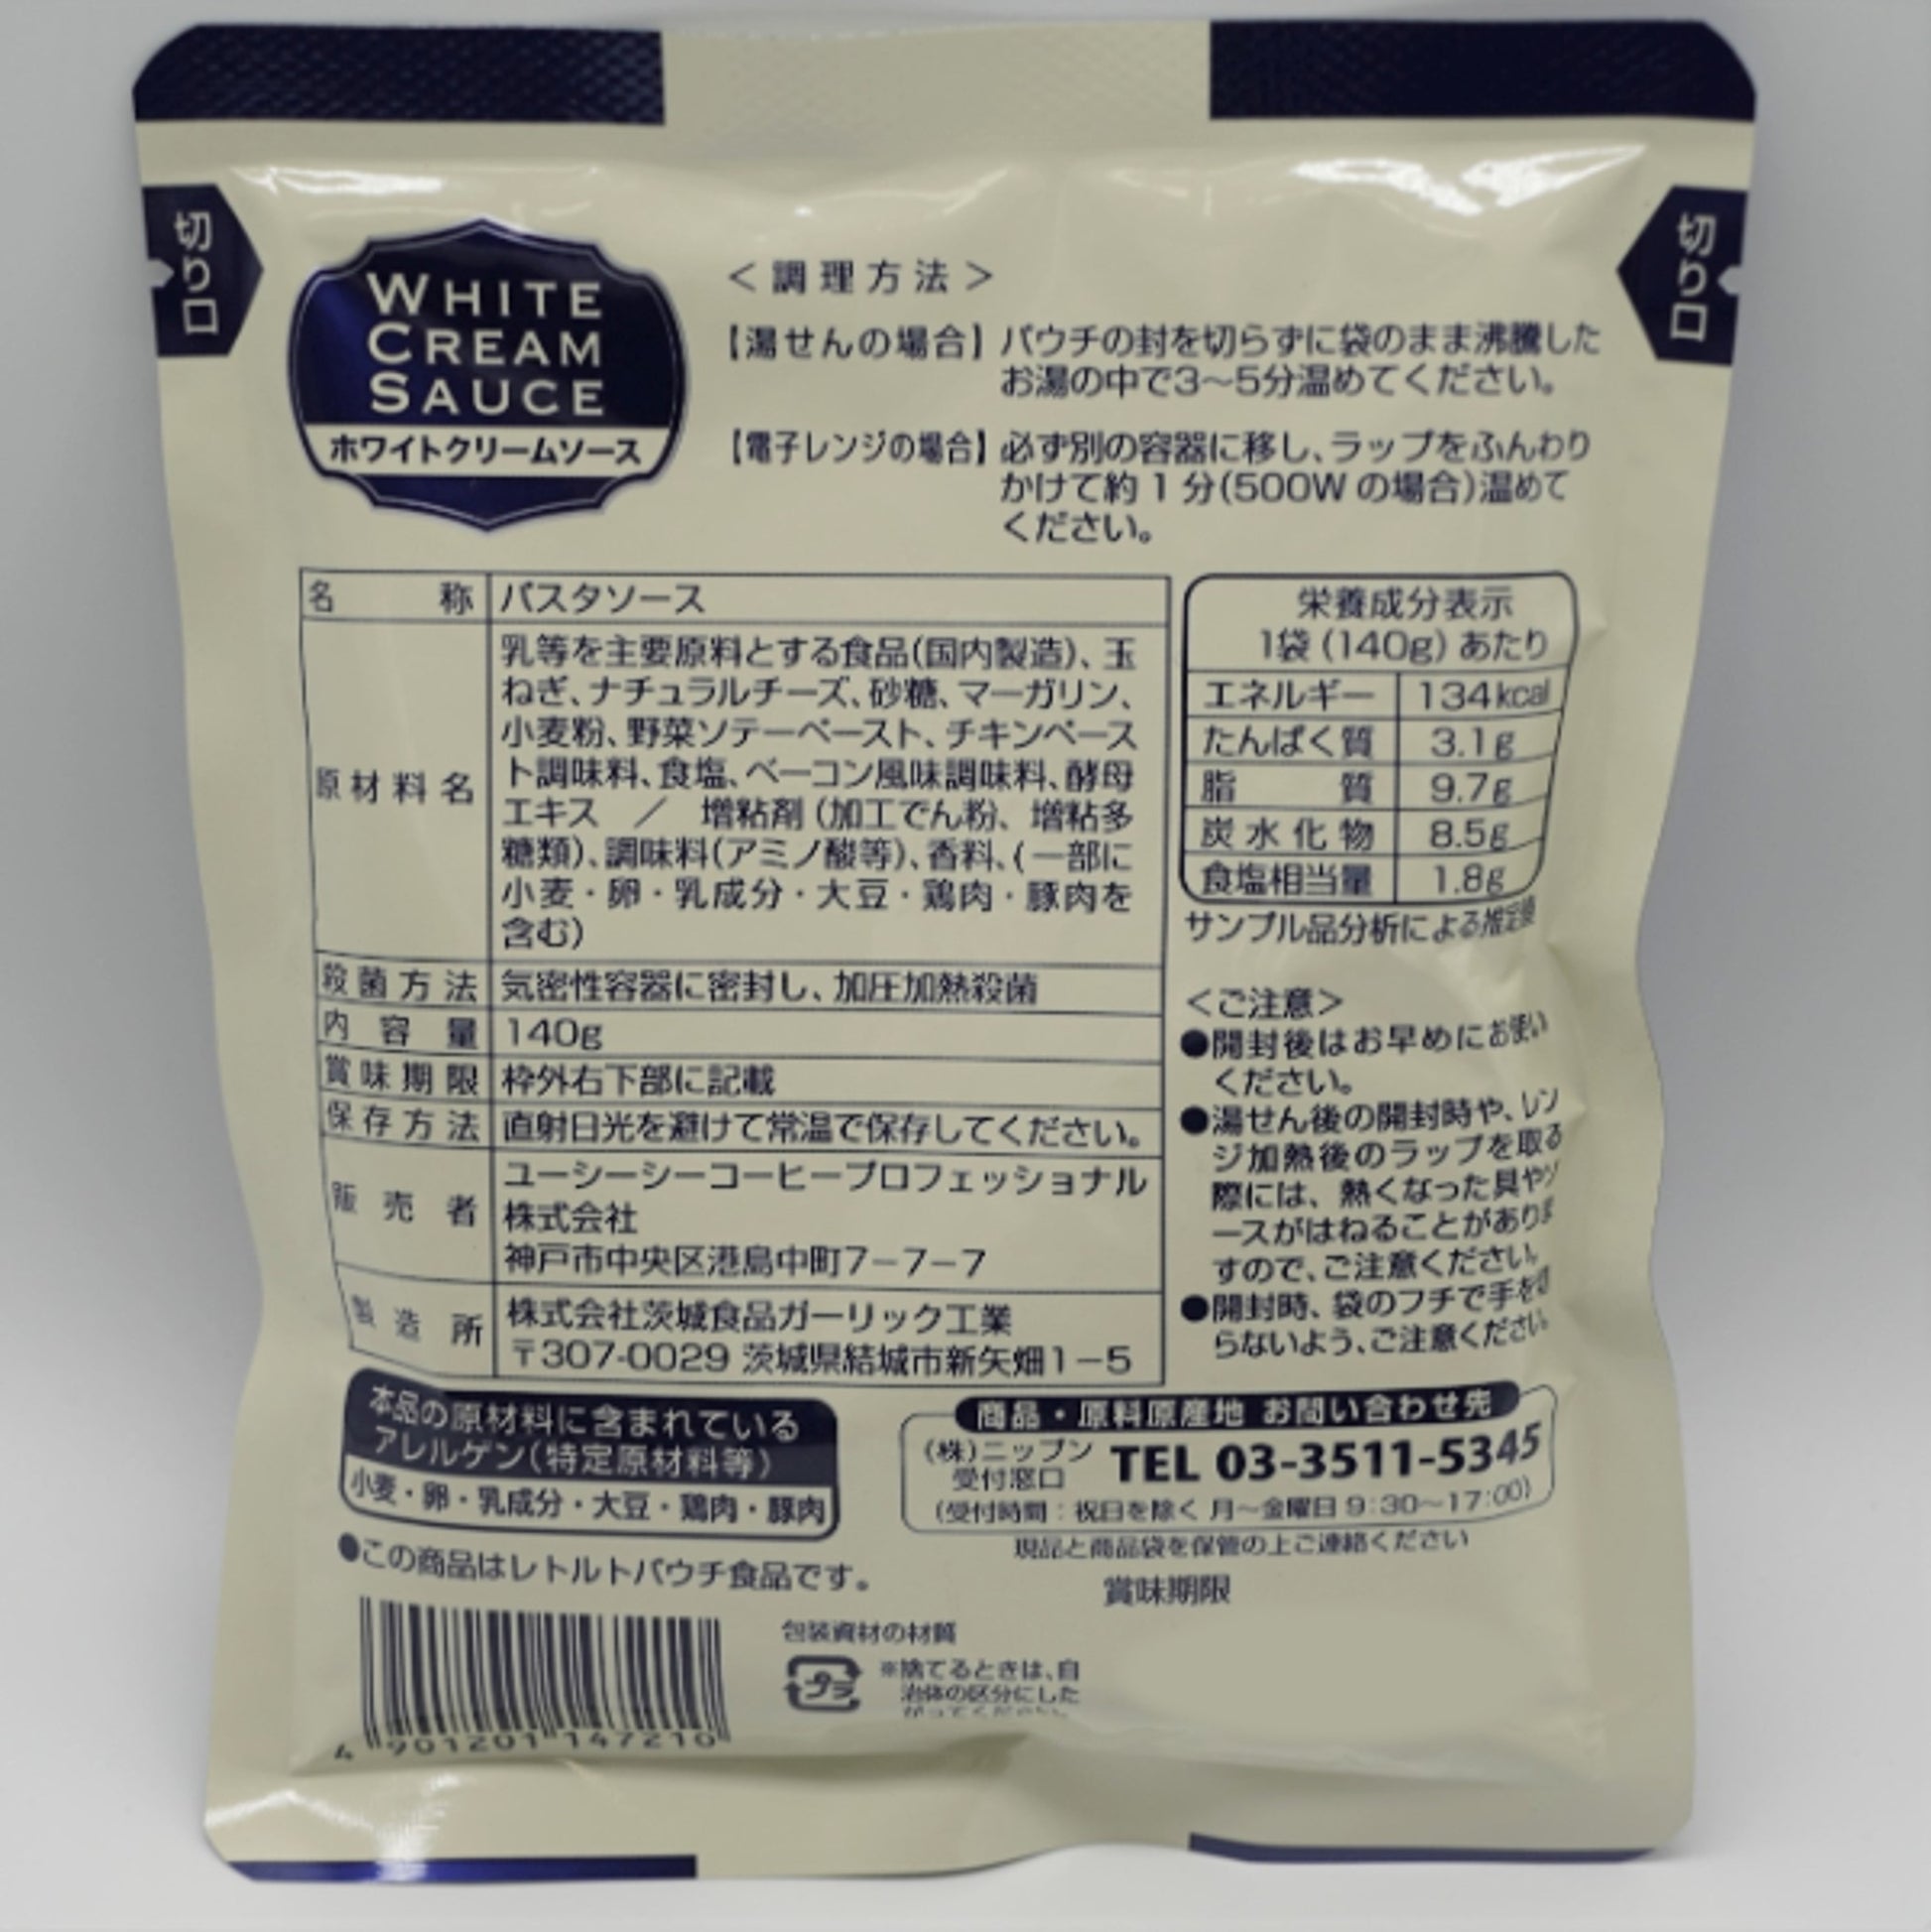 切り口
切り口
WHITE
CREAM
SAUCE
ホワイトクリームソース
＜調理方法＞
【湯せんの場合】パウチの封を切らずに袋のまま沸騰した
お湯の中で3～5分温めてください。
【電子レンジの場合】必ず別の容器に移し、ラップをふんわり
かけて約1分(500Wの場合)温めて
ください。
名称 パスタソース
原材料名
乳等を主要原料とする食品(国内製造)、玉
ねぎ、ナチュラルチーズ、砂糖、マーガリン、
小麦粉、野菜ソテーペースト、チキンペース
ト調味料、食塩、ベーコン風味調味料、酵母
エキス ／ 増粘剤(加工でん粉、増粘多
糖類)、調味料(アミノ酸等)、香料、(一部に
小麦・卵・乳成分・大豆・鶏肉・豚肉を
含む)
殺菌方法 気密性容器に密封し、加圧加熱殺菌
内容量 140g
賞味期限 枠外右下部に記載
保存方法 直射日光を避けて常温で保存してください。
販売者
ユーシーシーコーヒープロフェッショナル
株式会社
神戸市中央区港島中町7－7－7
製造所
株式会社茨城食品ガーリック工業
〒307-0029 茨城県結城市新矢畑1－5
栄養成分表示
1袋(140g)あたり
エネルギー 134kcal
たんぱく質 3.1g
脂質 9.7g
炭水化物 8.5g
食塩相当量 1.8g
サンプル品分析による推定値
＜ご注意＞
●開封後はお早めにお使い
ください。
●湯せん後の開封時や、レン
ジ加熱後のラップを取る
際には、熱くなった具やソ
ースがはねることがありま
すので、ご注意ください。
●開封時、袋のフチで手を切
らないよう、ご注意ください。
本品の原材料に含まれている
アレルゲン(特定原材料等)
小麦・卵・乳成分・大豆・鶏肉・豚肉
●この商品はレトルトパウチ食品です。
商品・原料原産地 お問い合わせ先
(株)ニップン
受付窓口
TEL 03-3511-5345
(受付時間：祝日を除く 月～金曜日 9:30～17:00)
現品と商品袋を保管の上ご連絡ください
賞味期限
包装資材の材質
プラ
※捨てるときは、自
治体の区分にした
がってください。
4 901201 147210